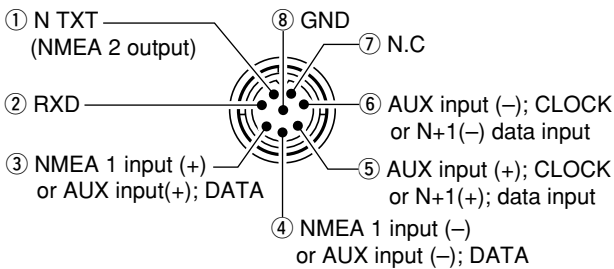 ① N TXT
(NMEA 2 output)
⑧ GND
⑦ N.C
② RXD
⑥ AUX input (–); CLOCK
or N+1(–) data input
③ NMEA 1 input (+)
or AUX input(+); DATA
⑤ AUX input (+); CLOCK
or N+1(+); data input
④ NMEA 1 input (–)
or AUX input (–); DATA